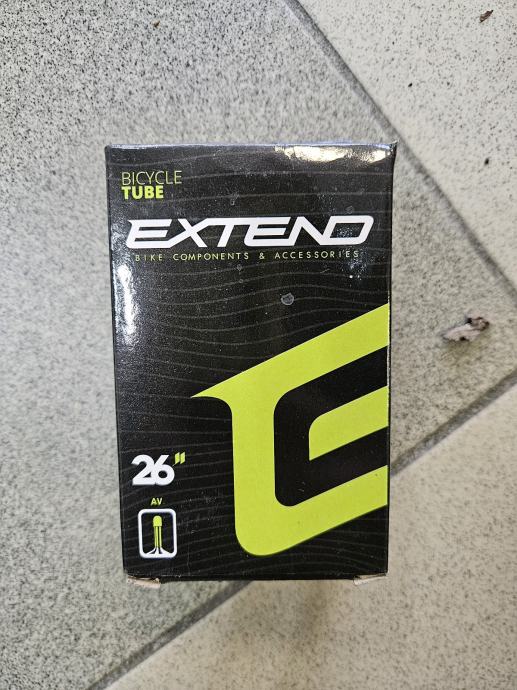 BICYCLE
TUBE
EXTEND
BIKE COMPONENTS & ACCESSORIES
26"
AV